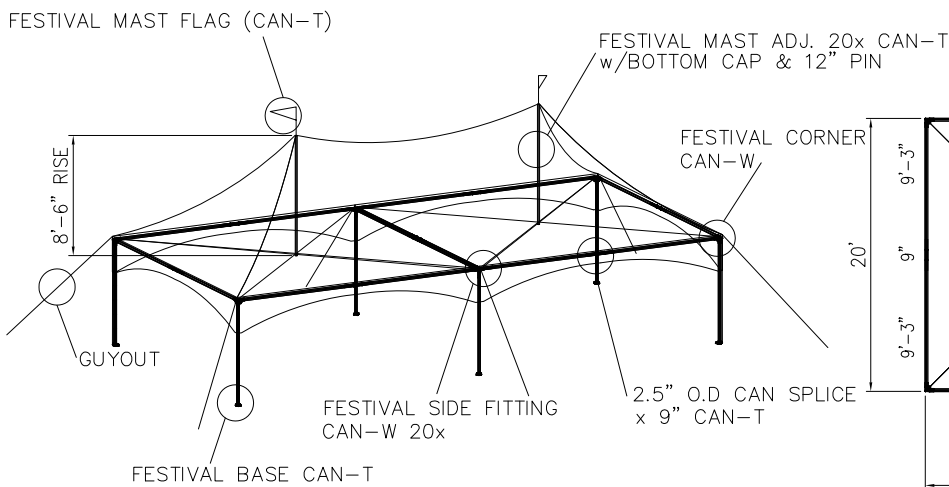 FESTIVAL MAST FLAG (CAN-T)
FESTIVAL MAST ADJ. 20x CAN-T
w/BOTTOM CAP & 12" PIN
FESTIVAL CORNER
CAN-W
8'-6" RISE
9'-3"
20'
9"
9'-3"
GUYOUT
2.5" O.D CAN SPLICE
x 9" CAN-T
FESTIVAL SIDE FITTING
CAN-W 20x
FESTIVAL BASE CAN-T